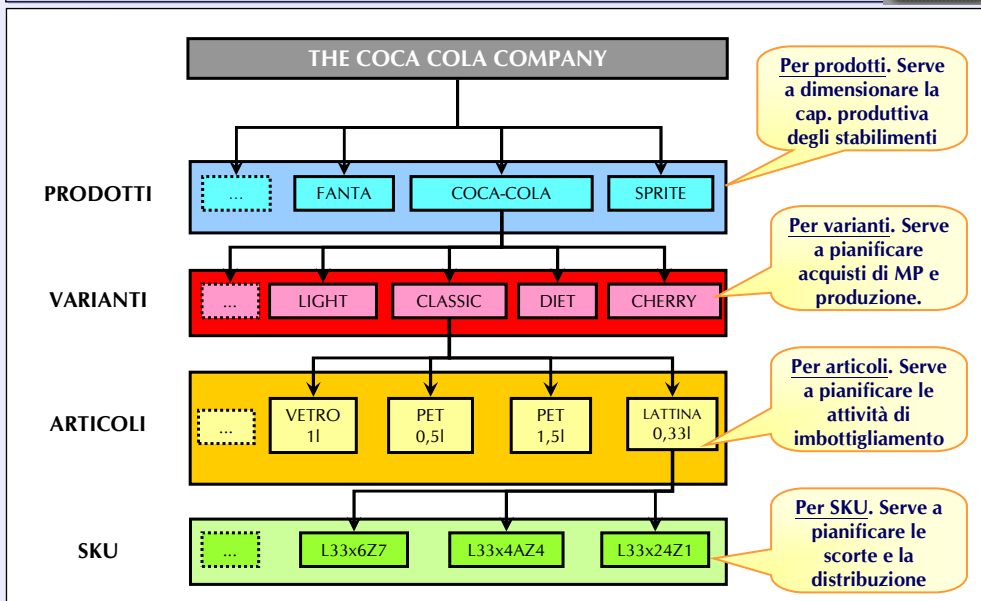 THE COCA COLA COMPANY
Per prodotti. Serve
a dimensionare la
cap. produttiva
degli stabilimenti
PRODOTTI
...
FANTA
COCA-COLA
SPRITE
Per varianti. Serve
a pianificare
acquisti di MP e
produzione.
VARIANTI
...
LIGHT
CLASSIC
DIET
CHERRY
Per articoli. Serve
a pianificare le
attività di
imbottigliamento
ARTICOLI
...
VETRO
1l
PET
0,5l
PET
1,5l
LATTINA
0,33l
Per SKU. Serve a
pianificare le
scorte e la
distribuzione
SKU
...
L33x6Z7
L33x4AZ4
L33x24Z1